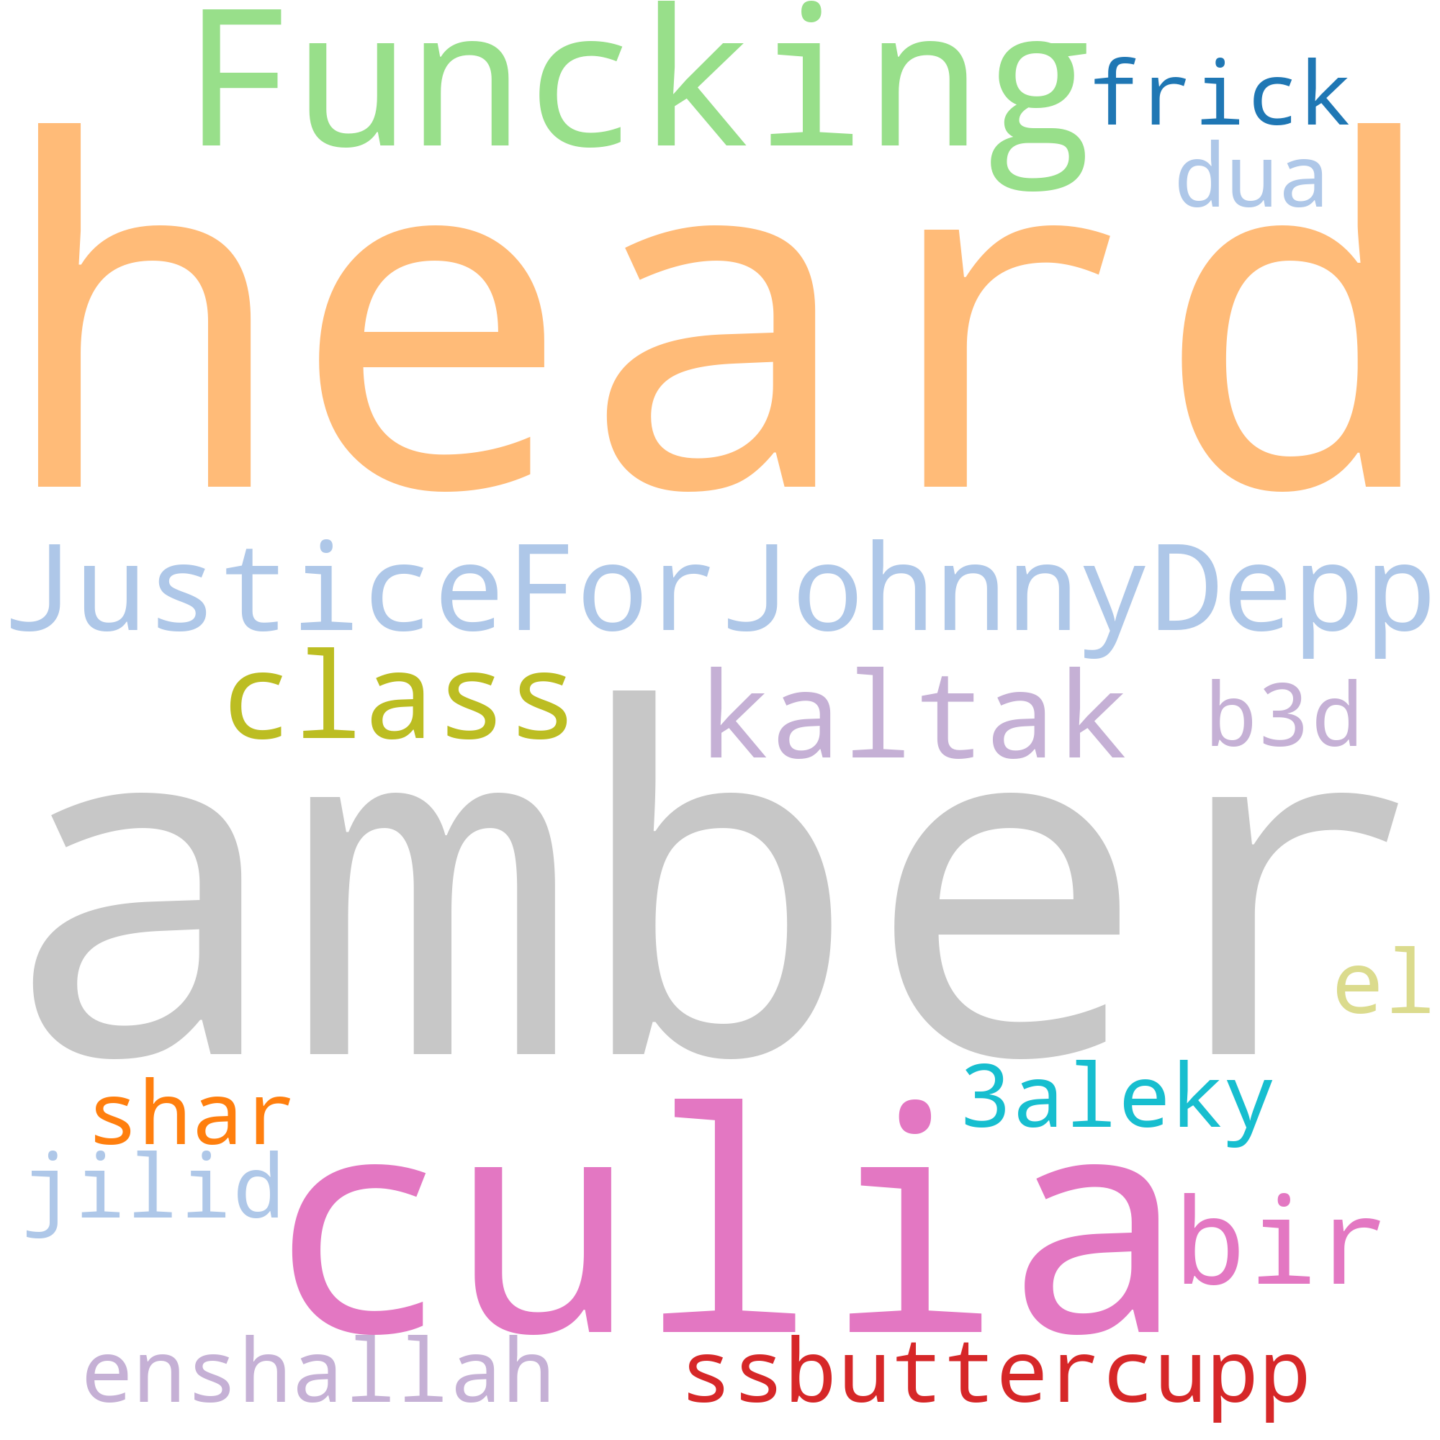 Funcking
frick
dua
heard
JusticeForJohnnyDepp
class
kaltak
b3d
amber
el
shar
3aleky
jilid
culia
bir
enshallah
ssbuttercupp